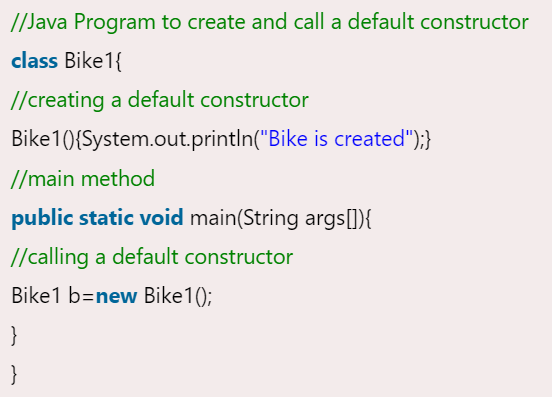 //Java Program to create and call a default constructor
class Bike1{
//creating a default constructor
Bike1(){System.out.println("Bike is created");}
//main method
public static void main(String args[]){
//calling a default constructor
Bike1 b=new Bike1();
}
}